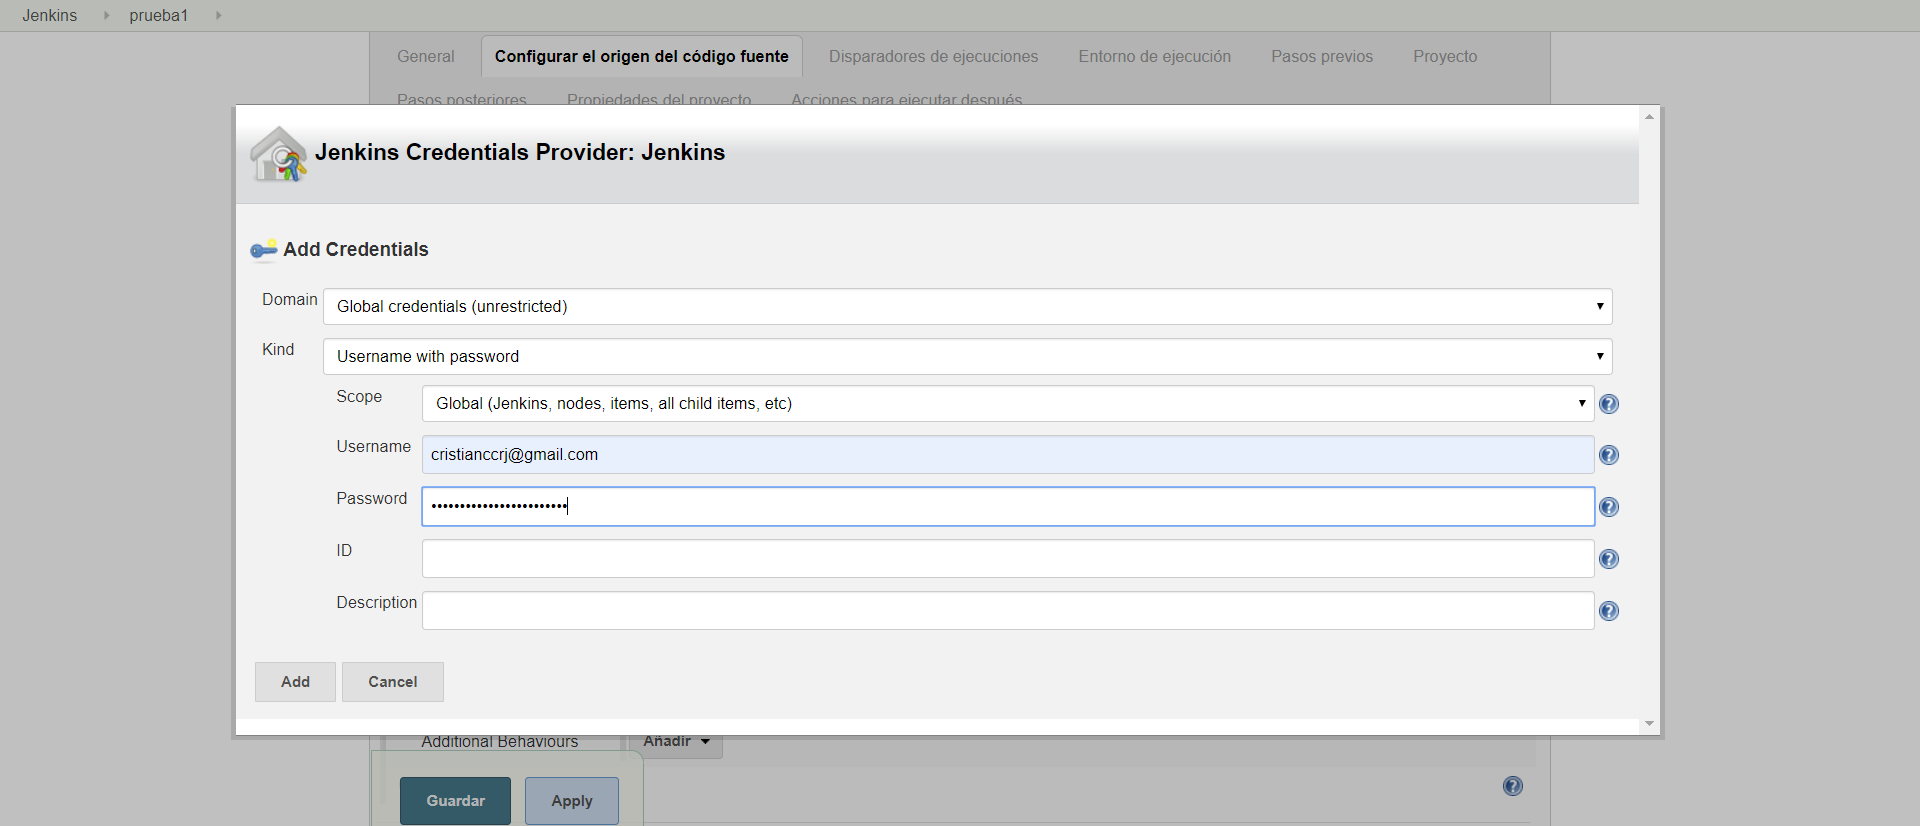 Jenkins prueba1
General Configurar el origen del código fuente Disparadores de ejecuciones Entorno de ejecución Pasos previos Proyecto
Pasos posteriores Propiedades del proyecto Acciones para ejecutar después
Jenkins Credentials Provider: Jenkins
Add Credentials
Domain Global credentials (unrestricted)
Kind Username with password
Scope Global (Jenkins, nodes, items, all child items, etc)
Username cristianccrj@gmail.com
Password ••••••••••••••••••••••••
ID
Description
Add Cancel
Additional Behaviours Añadir
Guardar Apply